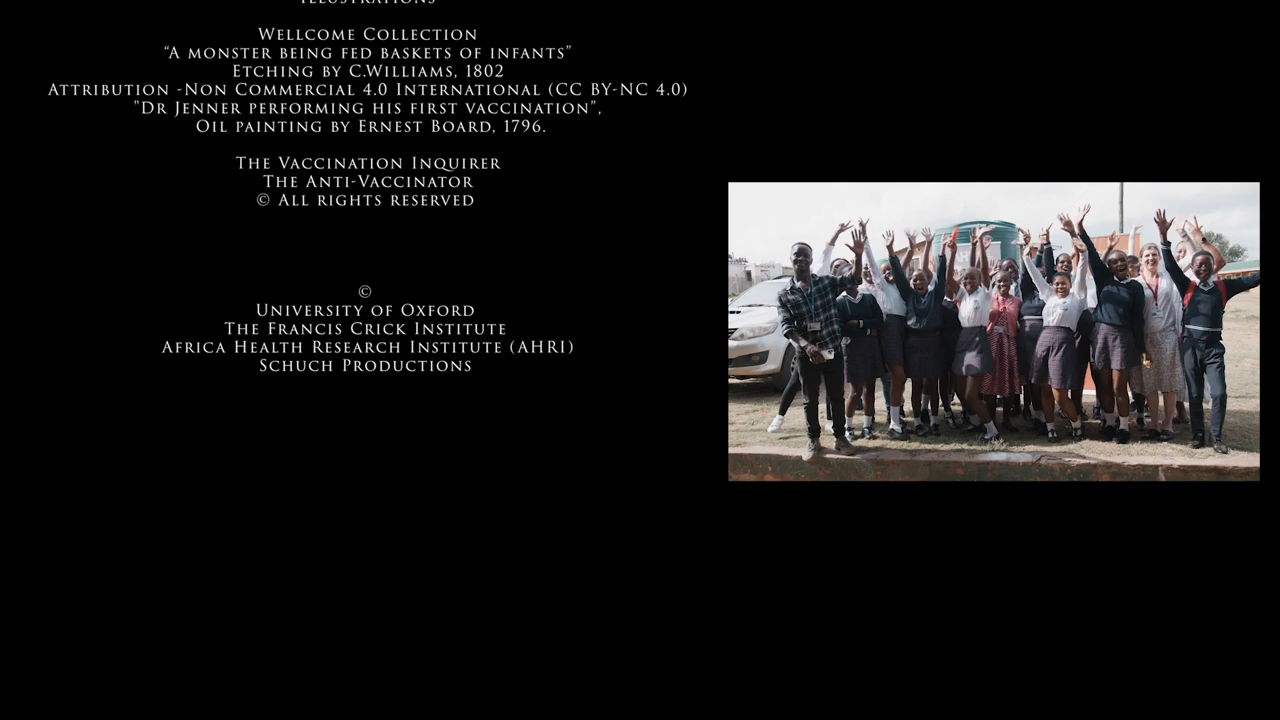 ILLUSTRATIONS
WELLCOME COLLECTION
“A MONSTER BEING FED BASKETS OF INFANTS”
ETCHING BY C.WILLIAMS, 1802
ATTRIBUTION -NON COMMERCIAL 4.0 INTERNATIONAL (CC BY-NC 4.0)
"DR JENNER PERFORMING HIS FIRST VACCINATION”,
OIL PAINTING BY ERNEST BOARD, 1796.
THE VACCINATION INQUIRER
THE ANTI-VACCINATOR
© ALL RIGHTS RESERVED
©
UNIVERSITY OF OXFORD
THE FRANCIS CRICK INSTITUTE
AFRICA HEALTH RESEARCH INSTITUTE (AHRI)
SCHUCH PRODUCTIONS